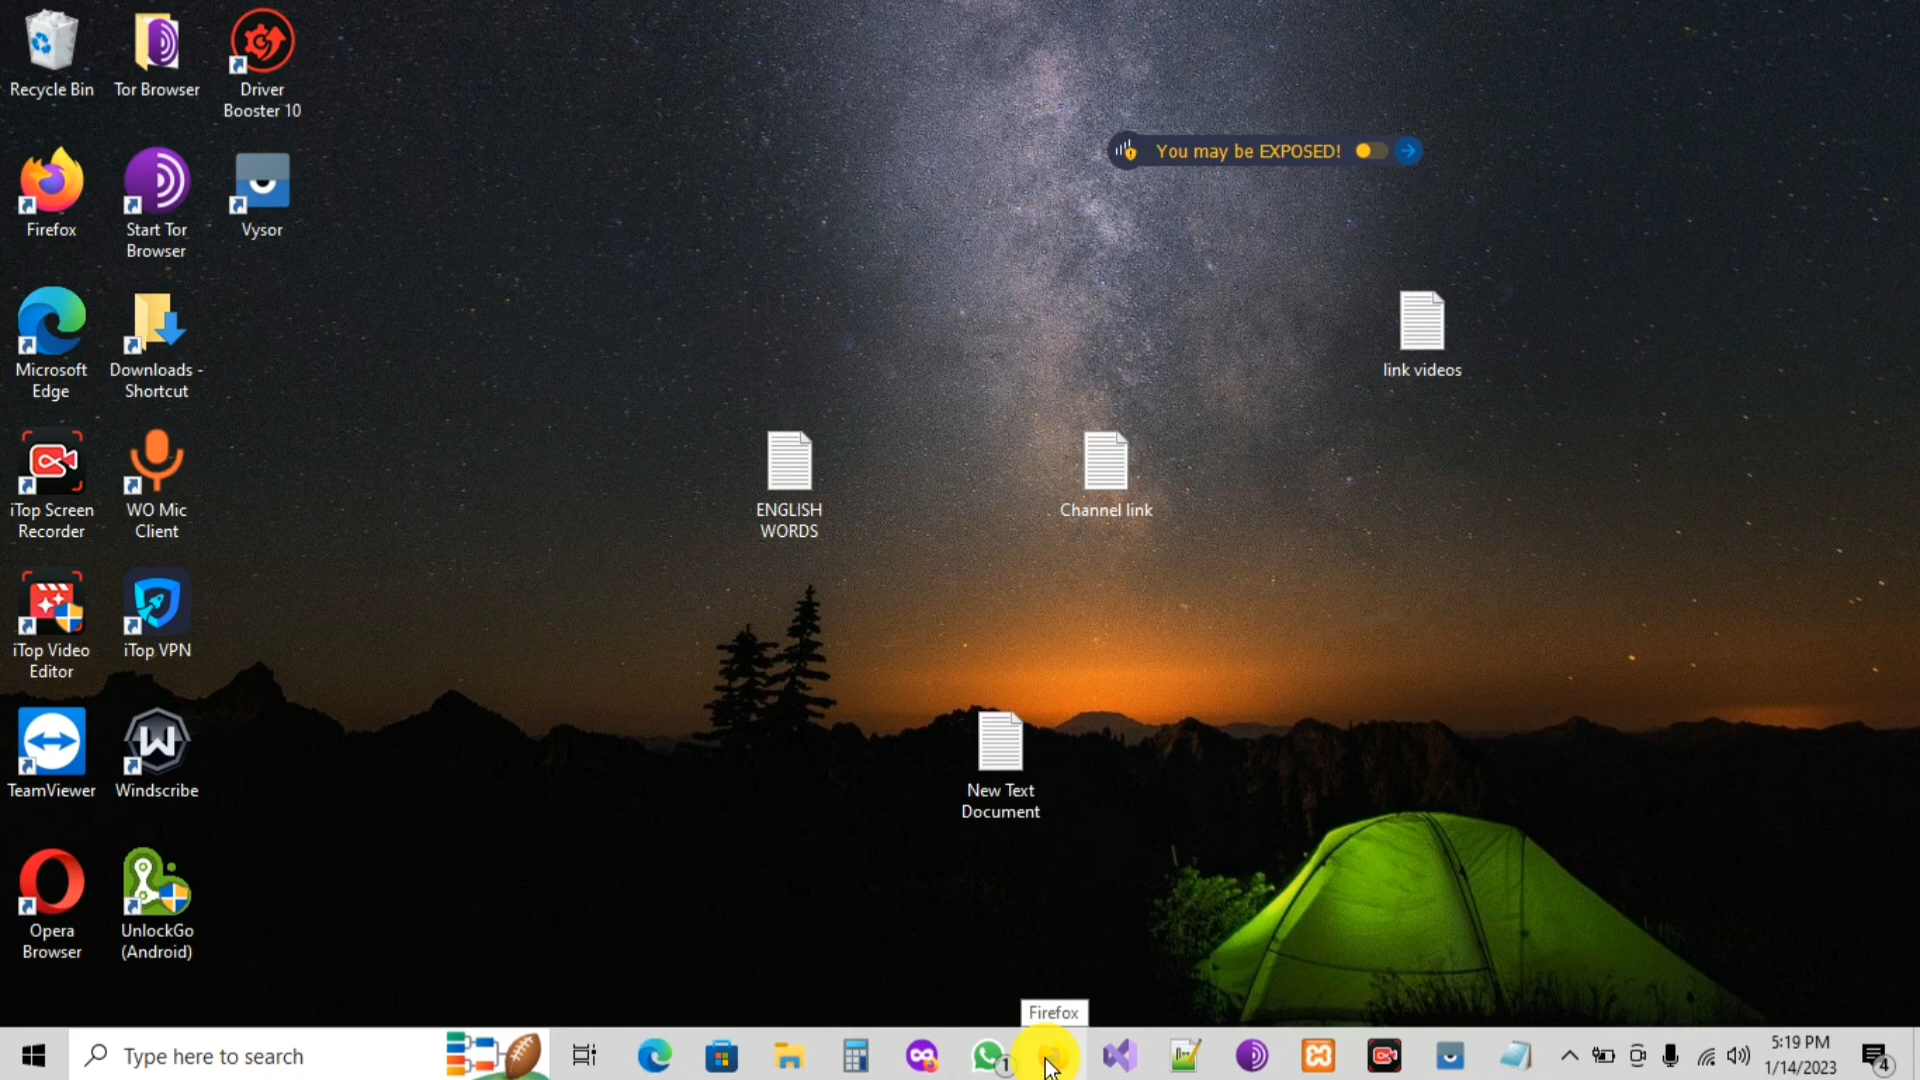 Recycle Bin
Tor Browser
Driver
Booster 10
You may be EXPOSED!
Firefox
Start Tor
Browser
Vysor
Microsoft
Edge
Downloads -
Shortcut
link videos
iTop Screen
Recorder
WO Mic
Client
ENGLISH
WORDS
Channel link
iTop Video
Editor
iTop VPN
TeamViewer
Windscribe
New Text
Document
Opera
Browser
UnlockGo
(Android)
Firefox
Type here to search
1
5:19 PM
1/14/2023
4